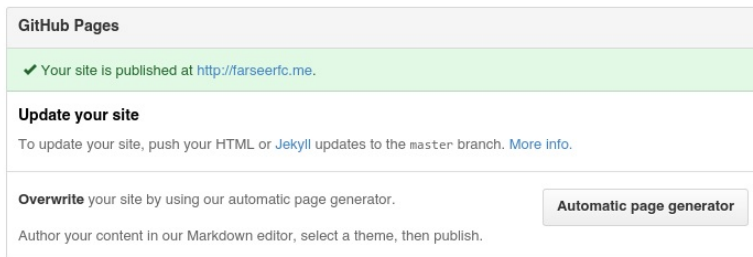 GitHub Pages
✔ Your site is published at http://farseerfc.me.
Update your site
To update your site, push your HTML or Jekyll updates to the master branch. More info.
Overwrite your site by using our automatic page generator.
Automatic page generator
Author your content in our Markdown editor, select a theme, then publish.